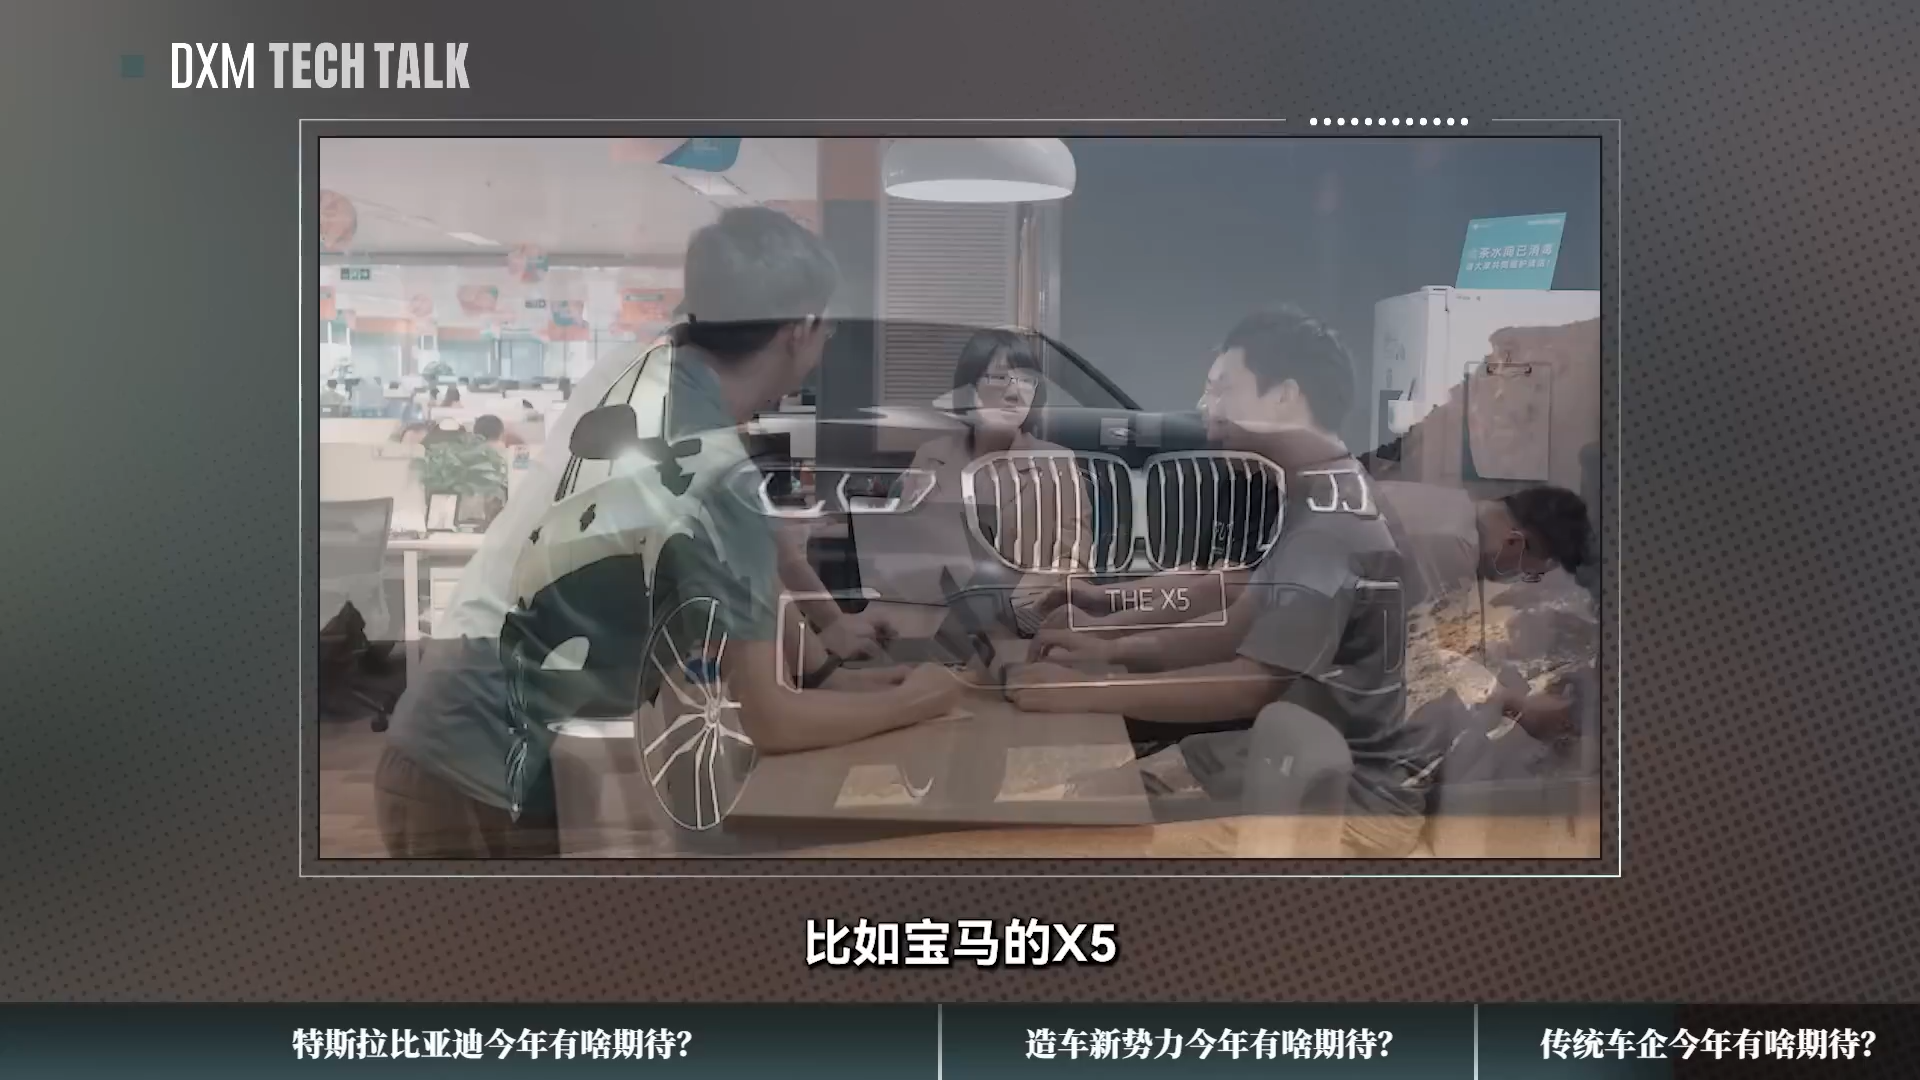 DXM TECH TALK
茶水间已消毒
THE X5
比如宝马的X5
特斯拉比亚迪今年有啥期待?
造车新势力今年有啥期待?
传统车企今年有啥期待?